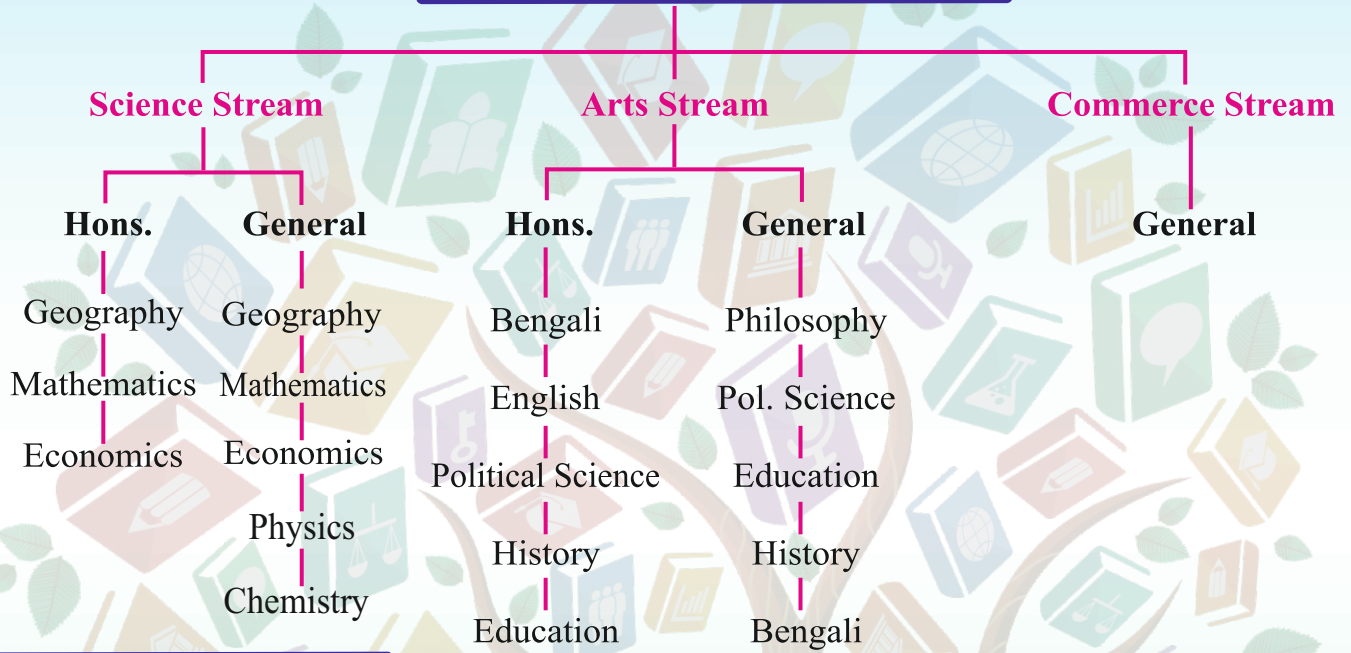 Science Stream Arts Stream Commerce Stream
Hons. General Hons. General General
Geography Geography Bengali Philosophy
Mathematics Mathematics English Pol. Science
Economics Economics Political Science Education
Physics History History
Chemistry Education Bengali